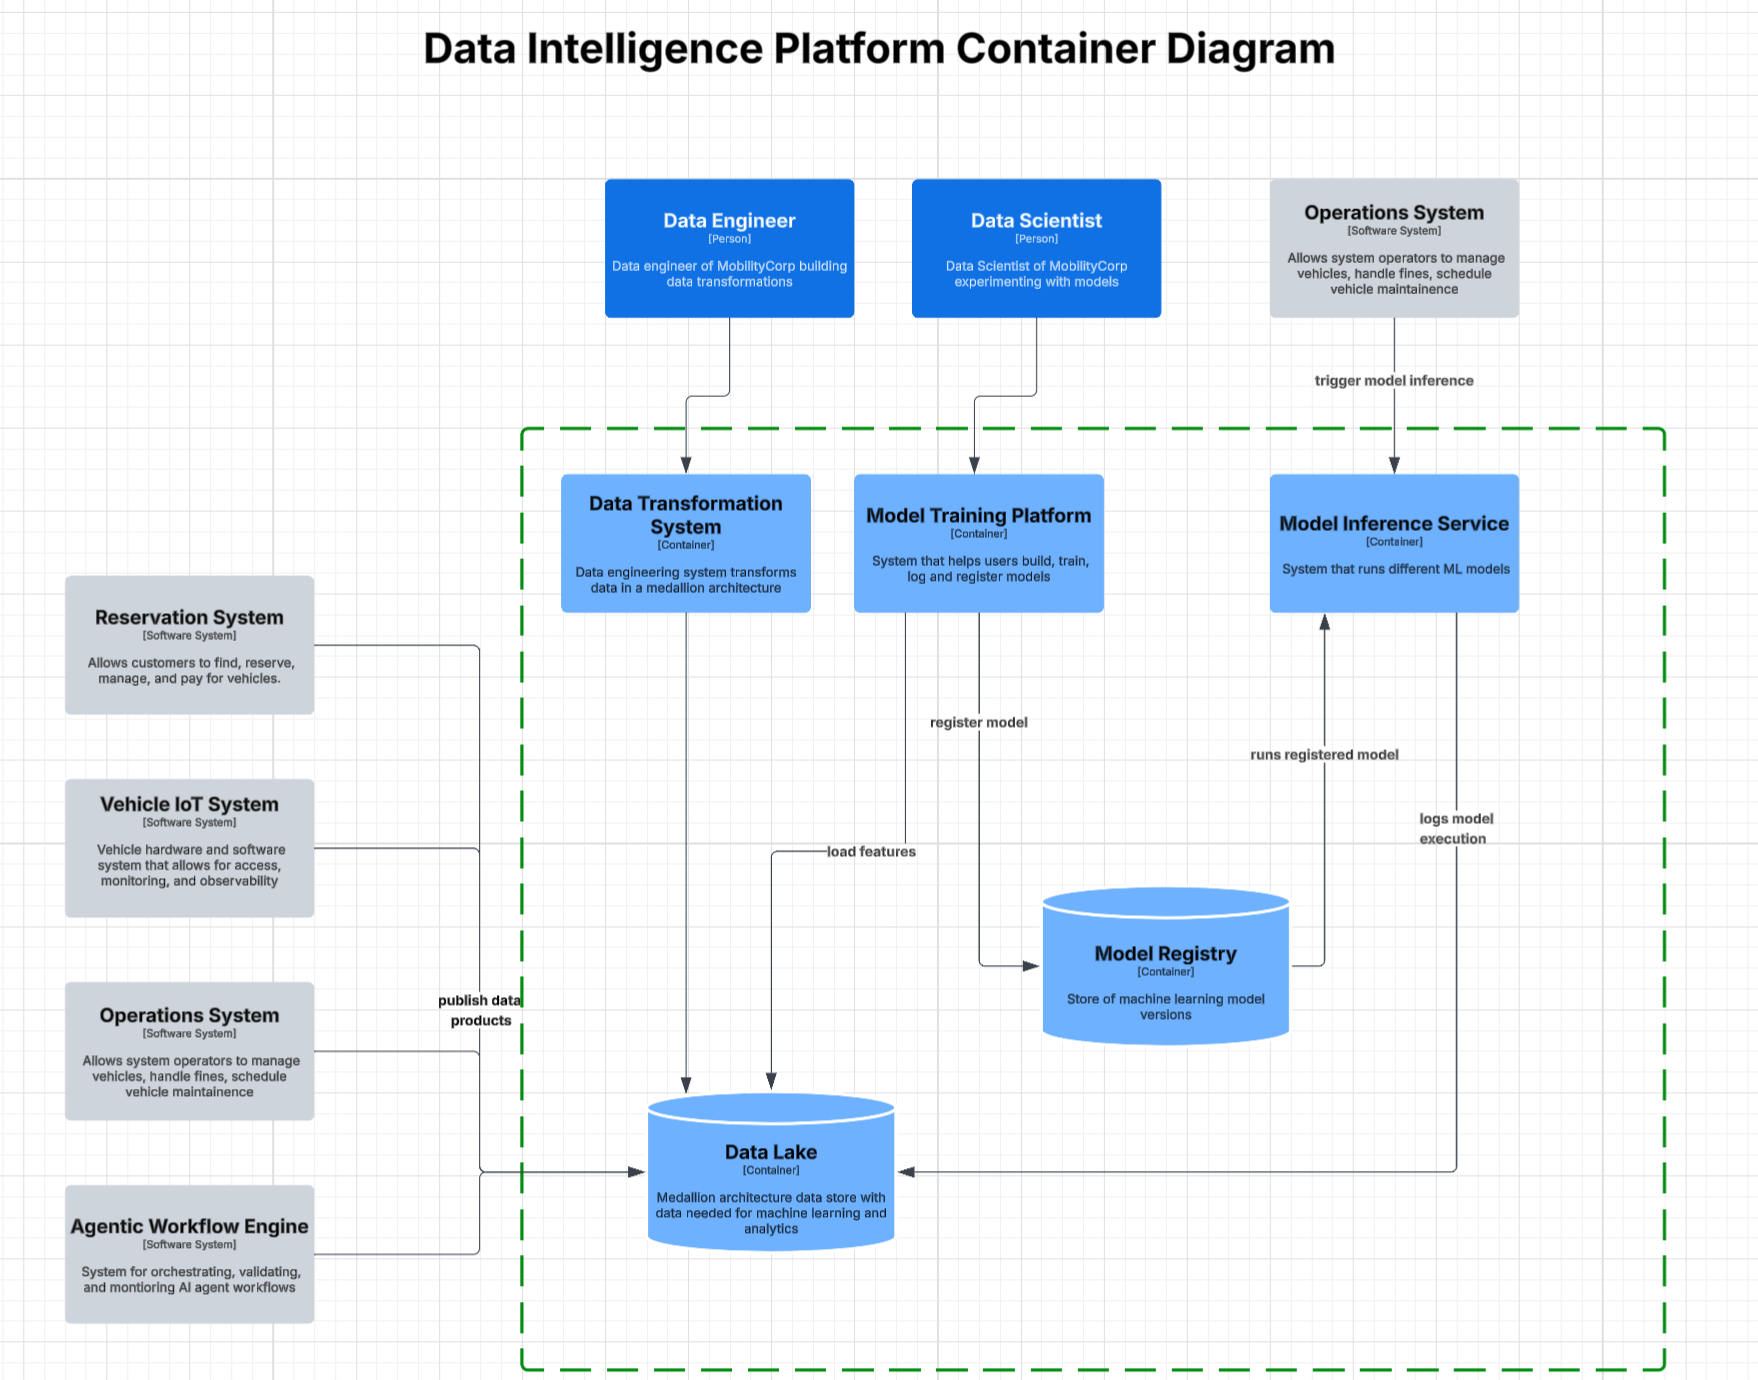 Data Intelligence Platform Container Diagram
Data Engineer
[Person]
Data engineer of MobilityCorp building
data transformations
Data Scientist
[Person]
Data Scientist of MobilityCorp
experimenting with models
Operations System
[Software System]
Allows system operators to manage
vehicles, handle fines, schedule
vehicle maintainence
trigger model inference
Data Transformation
System
[Container]
Data engineering system transforms
data in a medallion architecture
Model Training Platform
[Container]
System that helps users build, train,
log and register models
Model Inference Service
[Container]
System that runs different ML models
Reservation System
[Software System]
Allows customers to find, reserve,
manage, and pay for vehicles.
register model
runs registered model
Vehicle IoT System
[Software System]
Vehicle hardware and software
system that allows for access,
monitoring, and observability
logs model
execution
load features
Model Registry
[Container]
Store of machine learning model
versions
publish data
products
Operations System
[Software System]
Allows system operators to manage
vehicles, handle fines, schedule
vehicle maintainence
Data Lake
[Container]
Medallion architecture data store with
data needed for machine learning and
analytics
Agentic Workflow Engine
[Software System]
System for orchestrating, validating,
and montioring AI agent workflows